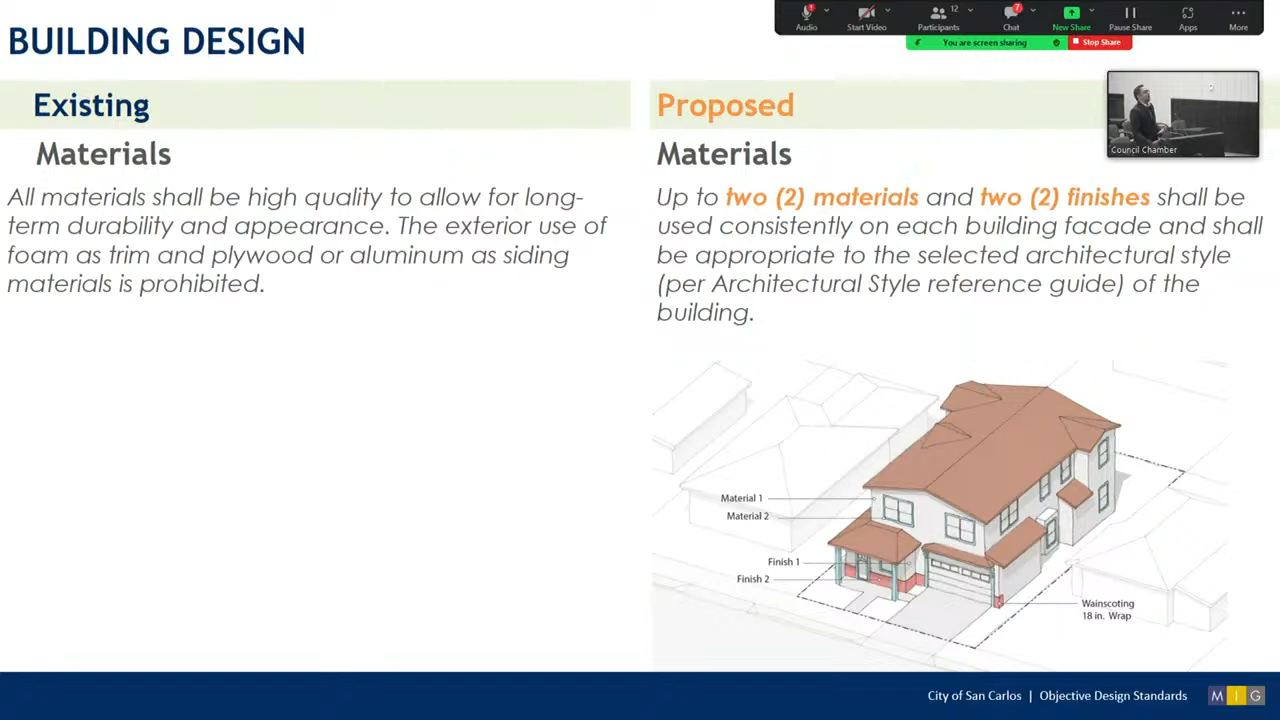 BUILDING DESIGN
12
7
Audio
Start Video
Participants
Chat
New Share
Pause Share
Apps
More
You are screen sharing
Stop Share
Existing
Materials
All materials shall be high quality to allow for long-
term durability and appearance. The exterior use of
foam as trim and plywood or aluminum as siding
materials is prohibited.
Proposed
Council Chamber
Materials
Up to two (2) materials and two (2) finishes shall be
used consistently on each building facade and shall
be appropriate to the selected architectural style
(per Architectural Style reference guide) of the
building.
Material 1
Material 2
Finish 1
Finish 2
Wainscoting
18 in. Wrap
City of San Carlos | Objective Design Standards
MIG